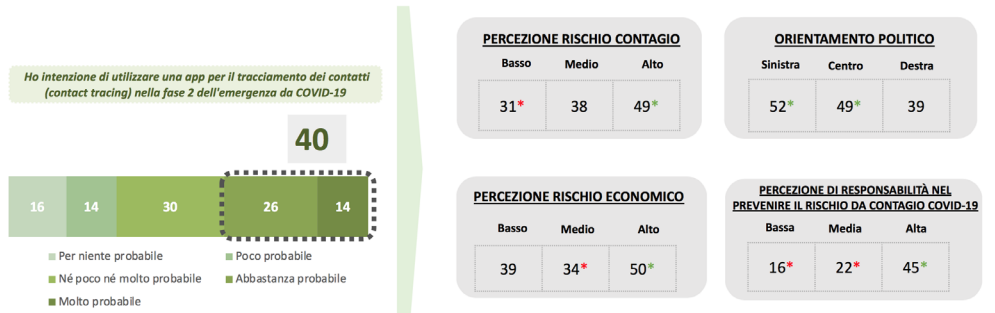 Ho intenzione di utilizzare una app per il tracciamento dei contatti
(contact tracing) nella fase 2 dell'emergenza da COVID-19
40
16 14 30 26 14
Per niente probabile Poco probabile
Né poco né molto probabile Abbastanza probabile
Molto probabile
PERCEZIONE RISCHIO CONTAGIO
Basso Medio Alto
31* 38 49*
ORIENTAMENTO POLITICO
Sinistra Centro Destra
52* 49* 39
PERCEZIONE RISCHIO ECONOMICO
Basso Medio Alto
39 34* 50*
PERCEZIONE DI RESPONSABILITÀ NEL
PREVENIRE IL RISCHIO DA CONTAGIO COVID-19
Bassa Media Alta
16* 22* 45*